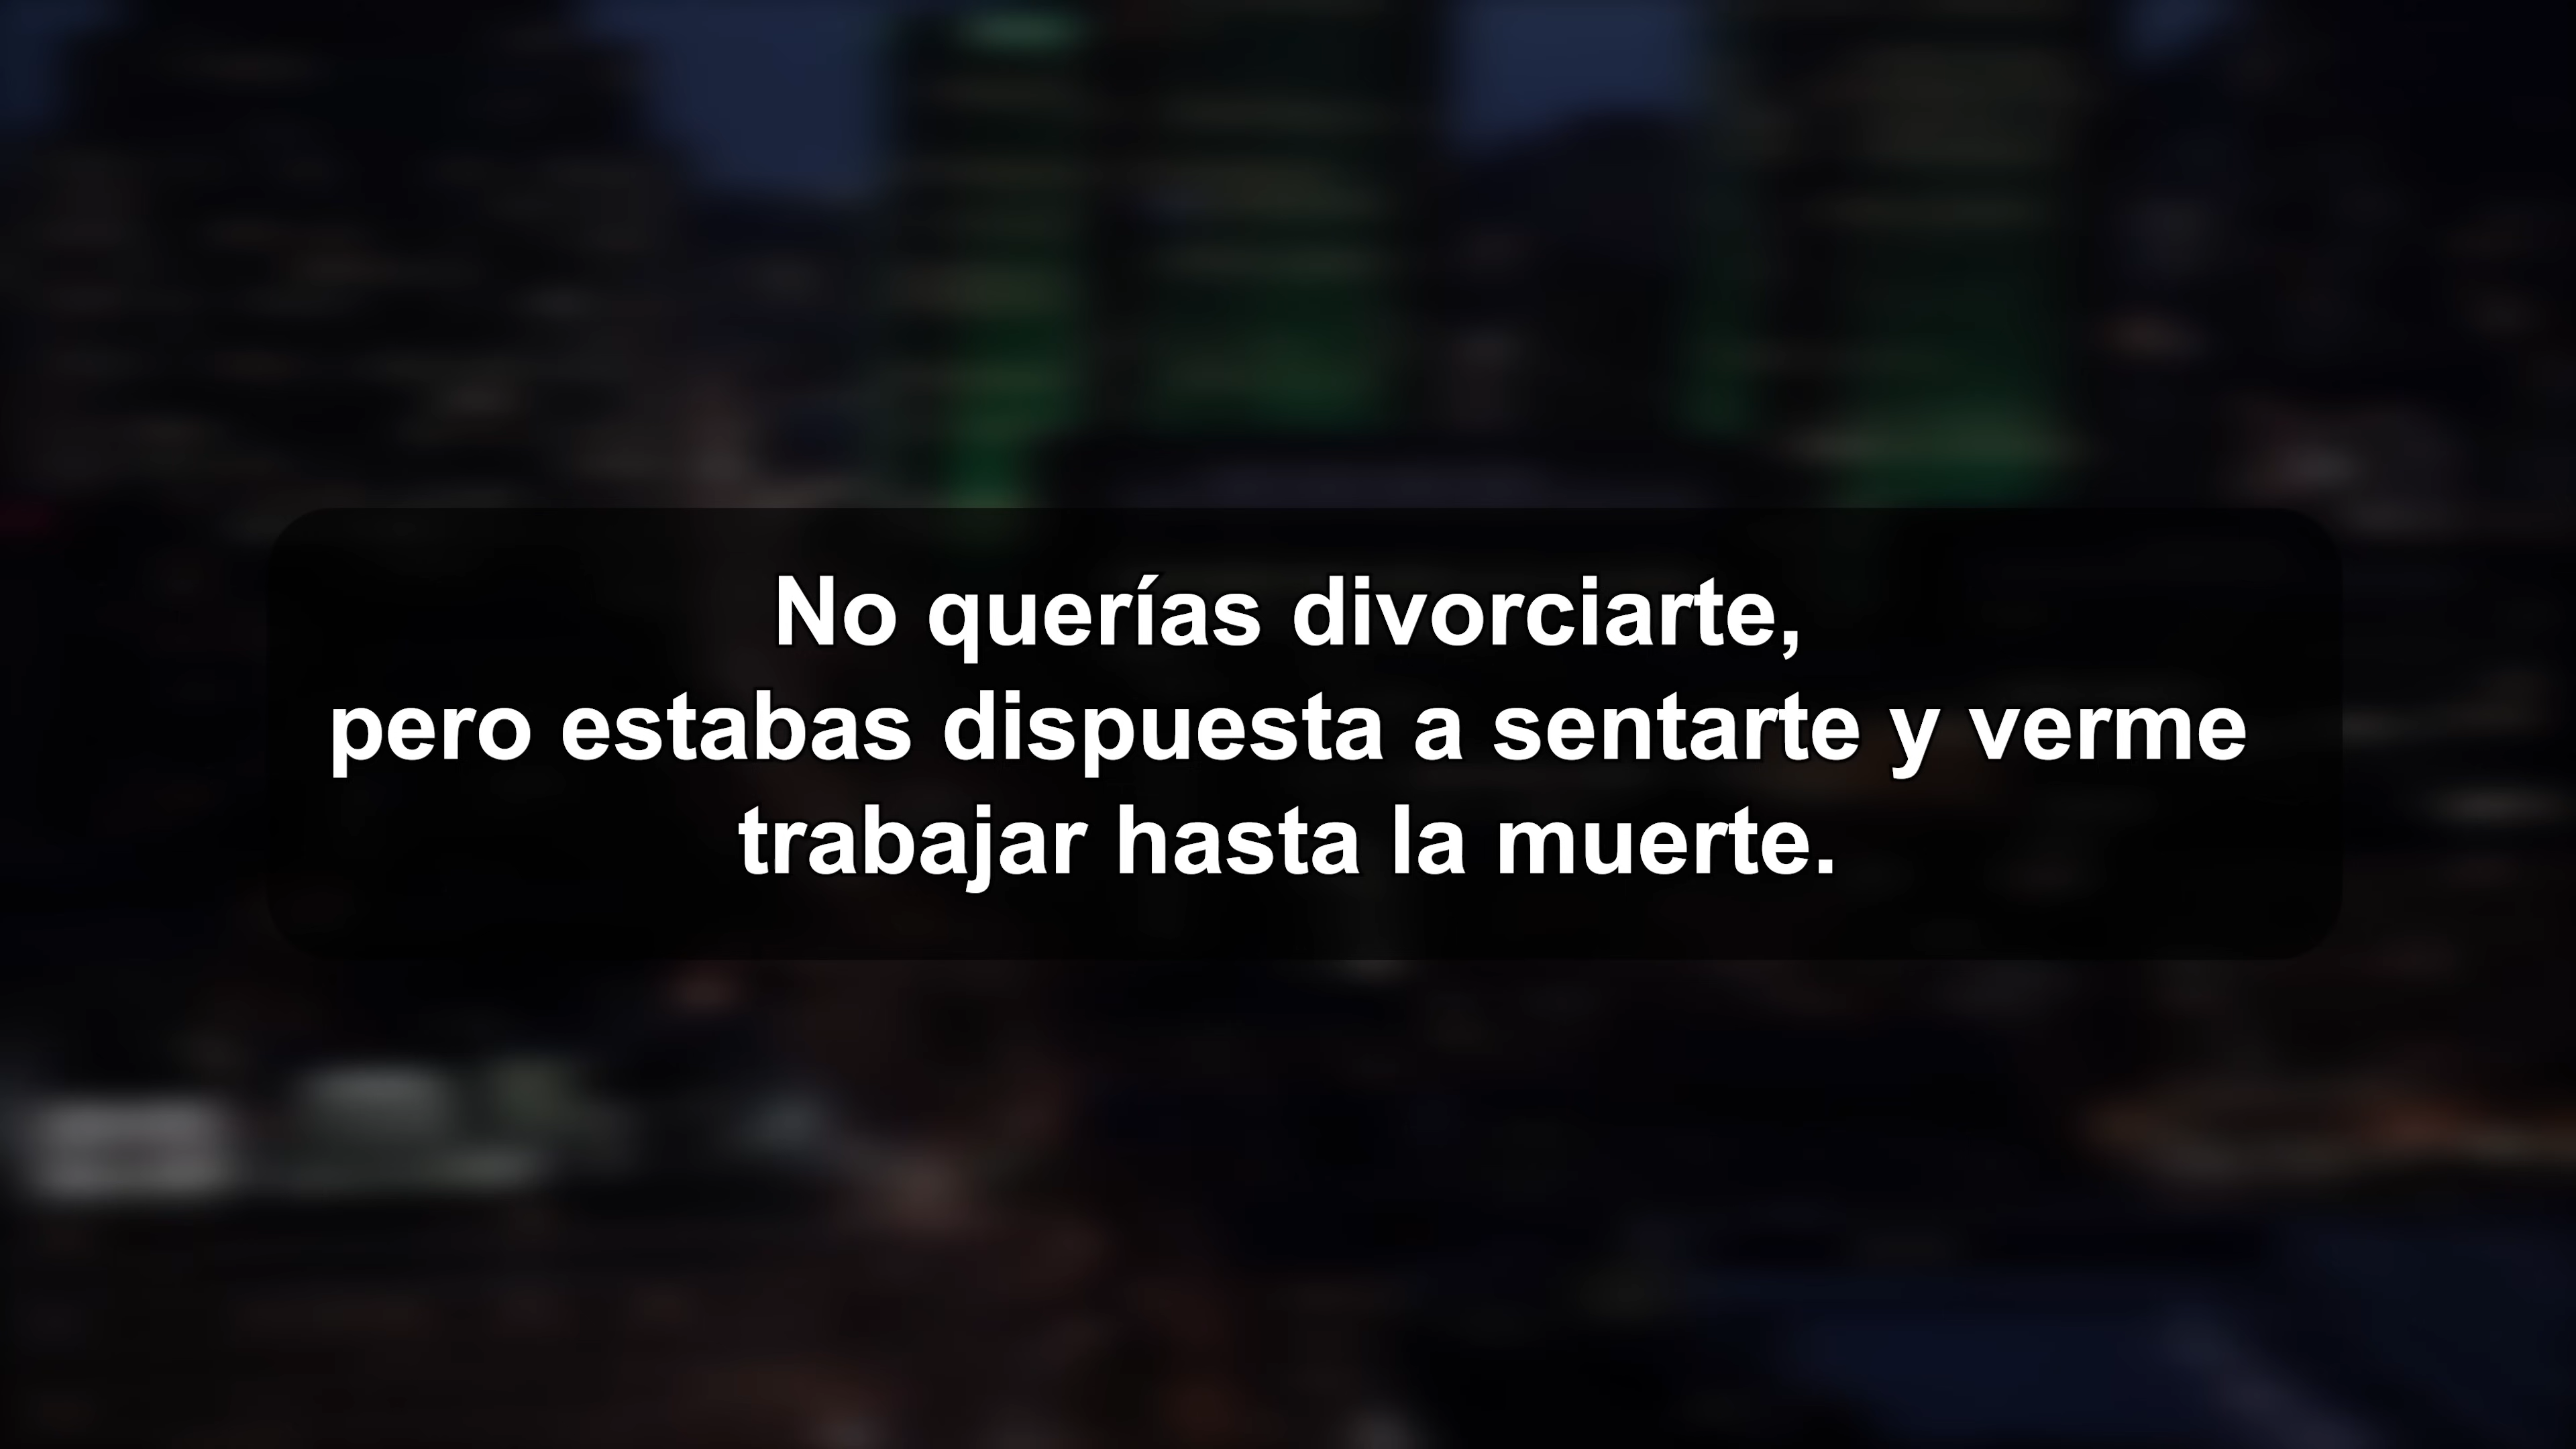 No querías divorciarte,
pero estabas dispuesta a sentarte y verme
trabajar hasta la muerte.